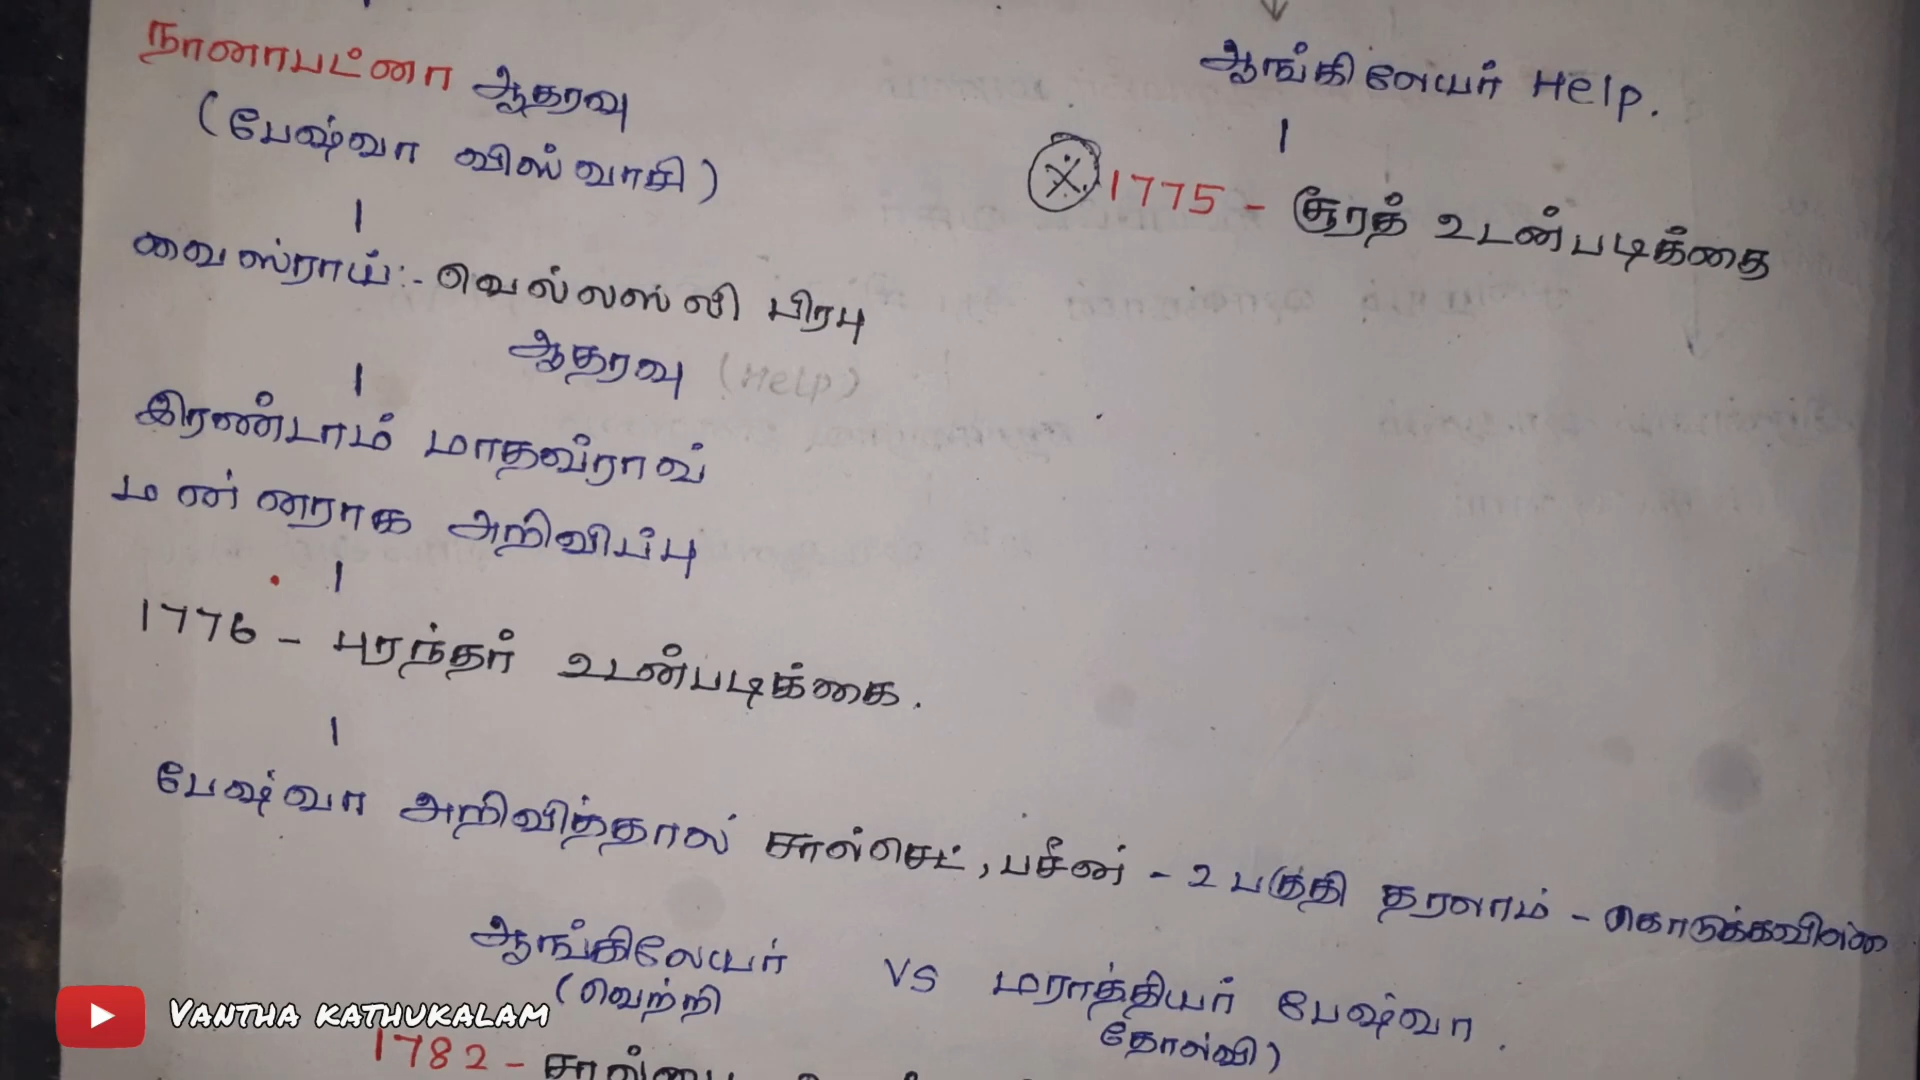 நானாபட்னா ஆதரவு
(பேஷ்வா விஸ்வாசி)
வைஸ்ராய்:- வெல்லஸ்லி பிரபு
ஆதரவு (Help)
இரண்டாம் மாதவ்ராவ்
மன்னராக அறிவிப்பு
1776 - புரந்தர் உடன்படிக்கை.
ஆங்கிலேயர் Help.
1775 - சூரத் உடன்படிக்தை
பேஷ்வா அறிவித்தால் சால்செட், பசீன் - 2 பகுதி தரலாம் - கொடுக்கவில்லை
ஆங்கிலேயர் VS மராத்தியர் பேஷ்வா.
(வெற்றி தோல்வி)
1782 - சால்பை
VANTHA KATHUKALAM